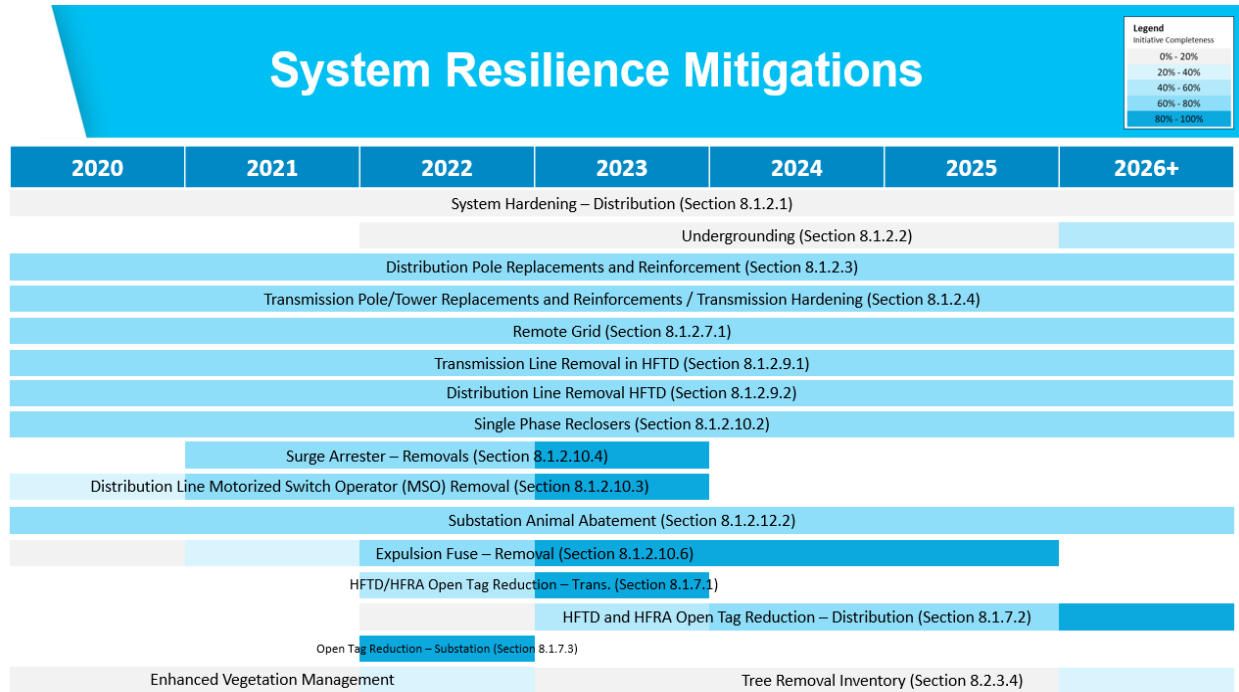 System Resilience Mitigations
Legend
Initiative Completeness
0% - 20%
20% - 40%
40% - 60%
60% - 80%
80% - 100%
2020 2021 2022 2023 2024 2025 2026+
System Hardening – Distribution (Section 8.1.2.1)
Undergrounding (Section 8.1.2.2)
Distribution Pole Replacements and Reinforcement (Section 8.1.2.3)
Transmission Pole/Tower Replacements and Reinforcements / Transmission Hardening (Section 8.1.2.4)
Remote Grid (Section 8.1.2.7.1)
Transmission Line Removal in HFTD (Section 8.1.2.9.1)
Distribution Line Removal HFTD (Section 8.1.2.9.2)
Single Phase Reclosers (Section 8.1.2.10.2)
Surge Arrester – Removals (Section 8.1.2.10.4)
Distribution Line Motorized Switch Operator (MSO) Removal (Section 8.1.2.10.3)
Substation Animal Abatement (Section 8.1.2.12.2)
Expulsion Fuse – Removal (Section 8.1.2.10.6)
HFTD/HFRA Open Tag Reduction – Trans. (Section 8.1.7.1)
HFTD and HFRA Open Tag Reduction – Distribution (Section 8.1.7.2)
Open Tag Reduction – Substation (Section 8.1.7.3)
Enhanced Vegetation Management Tree Removal Inventory (Section 8.2.3.4)